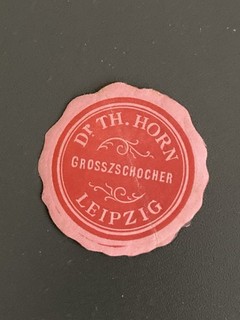 Dr TH. HORN
GROSSZSCHOCHER
LEIPZIG